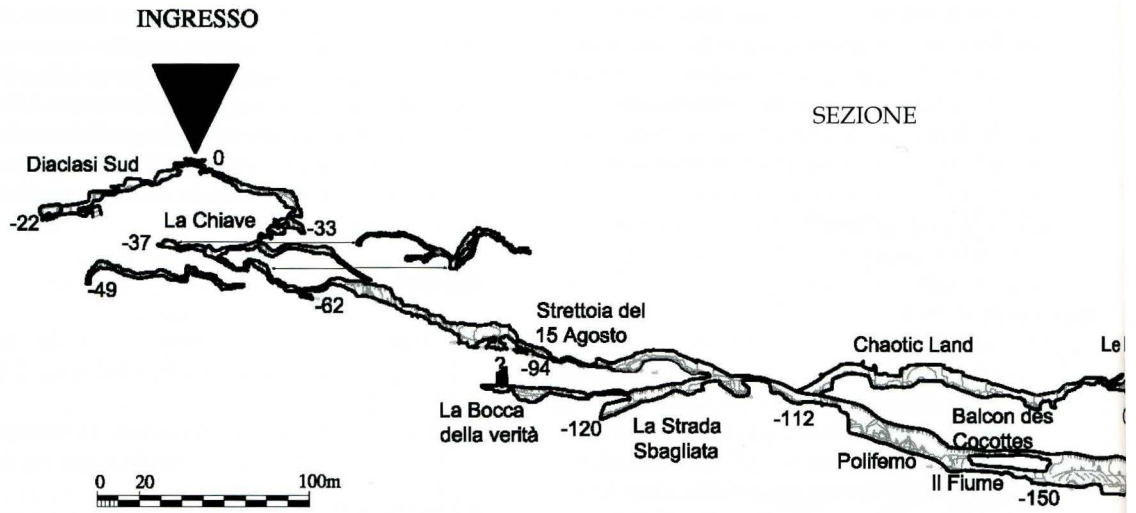 INGRESSO
SEZIONE
Diaclasi Sud
0
-22
La Chiave
-33
-37
-49
-62
Strettoia del
15 Agosto
?
-94
Chaotic Land
La Bocca
della verità
-120
La Strada
Sbagliata
-112
Balcon des
Cocottes
Polifemo
Il Fiume
-150
0 20 100m